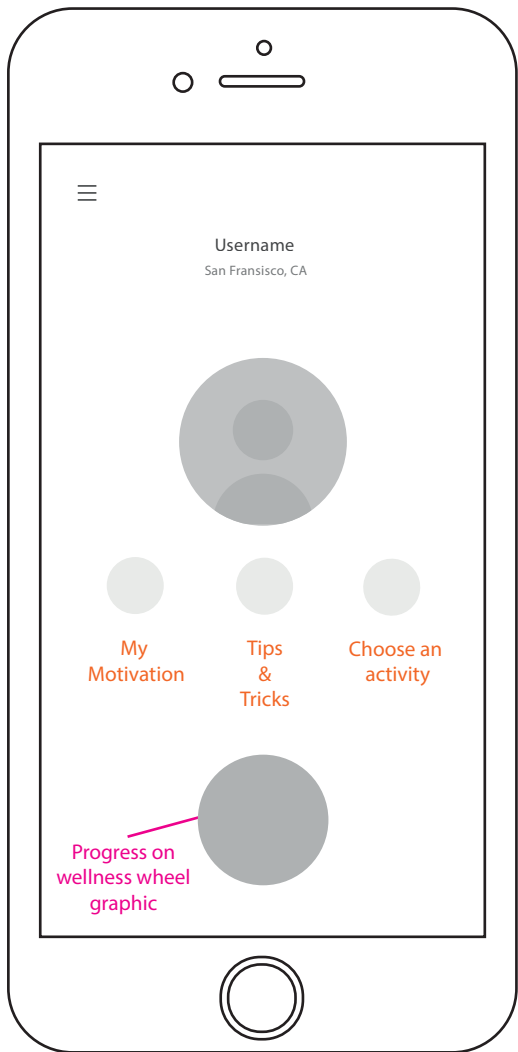 Username
San Fransisco, CA
My
Motivation
Tips
&
Tricks
Choose an
activity
Progress on
wellness wheel
graphic